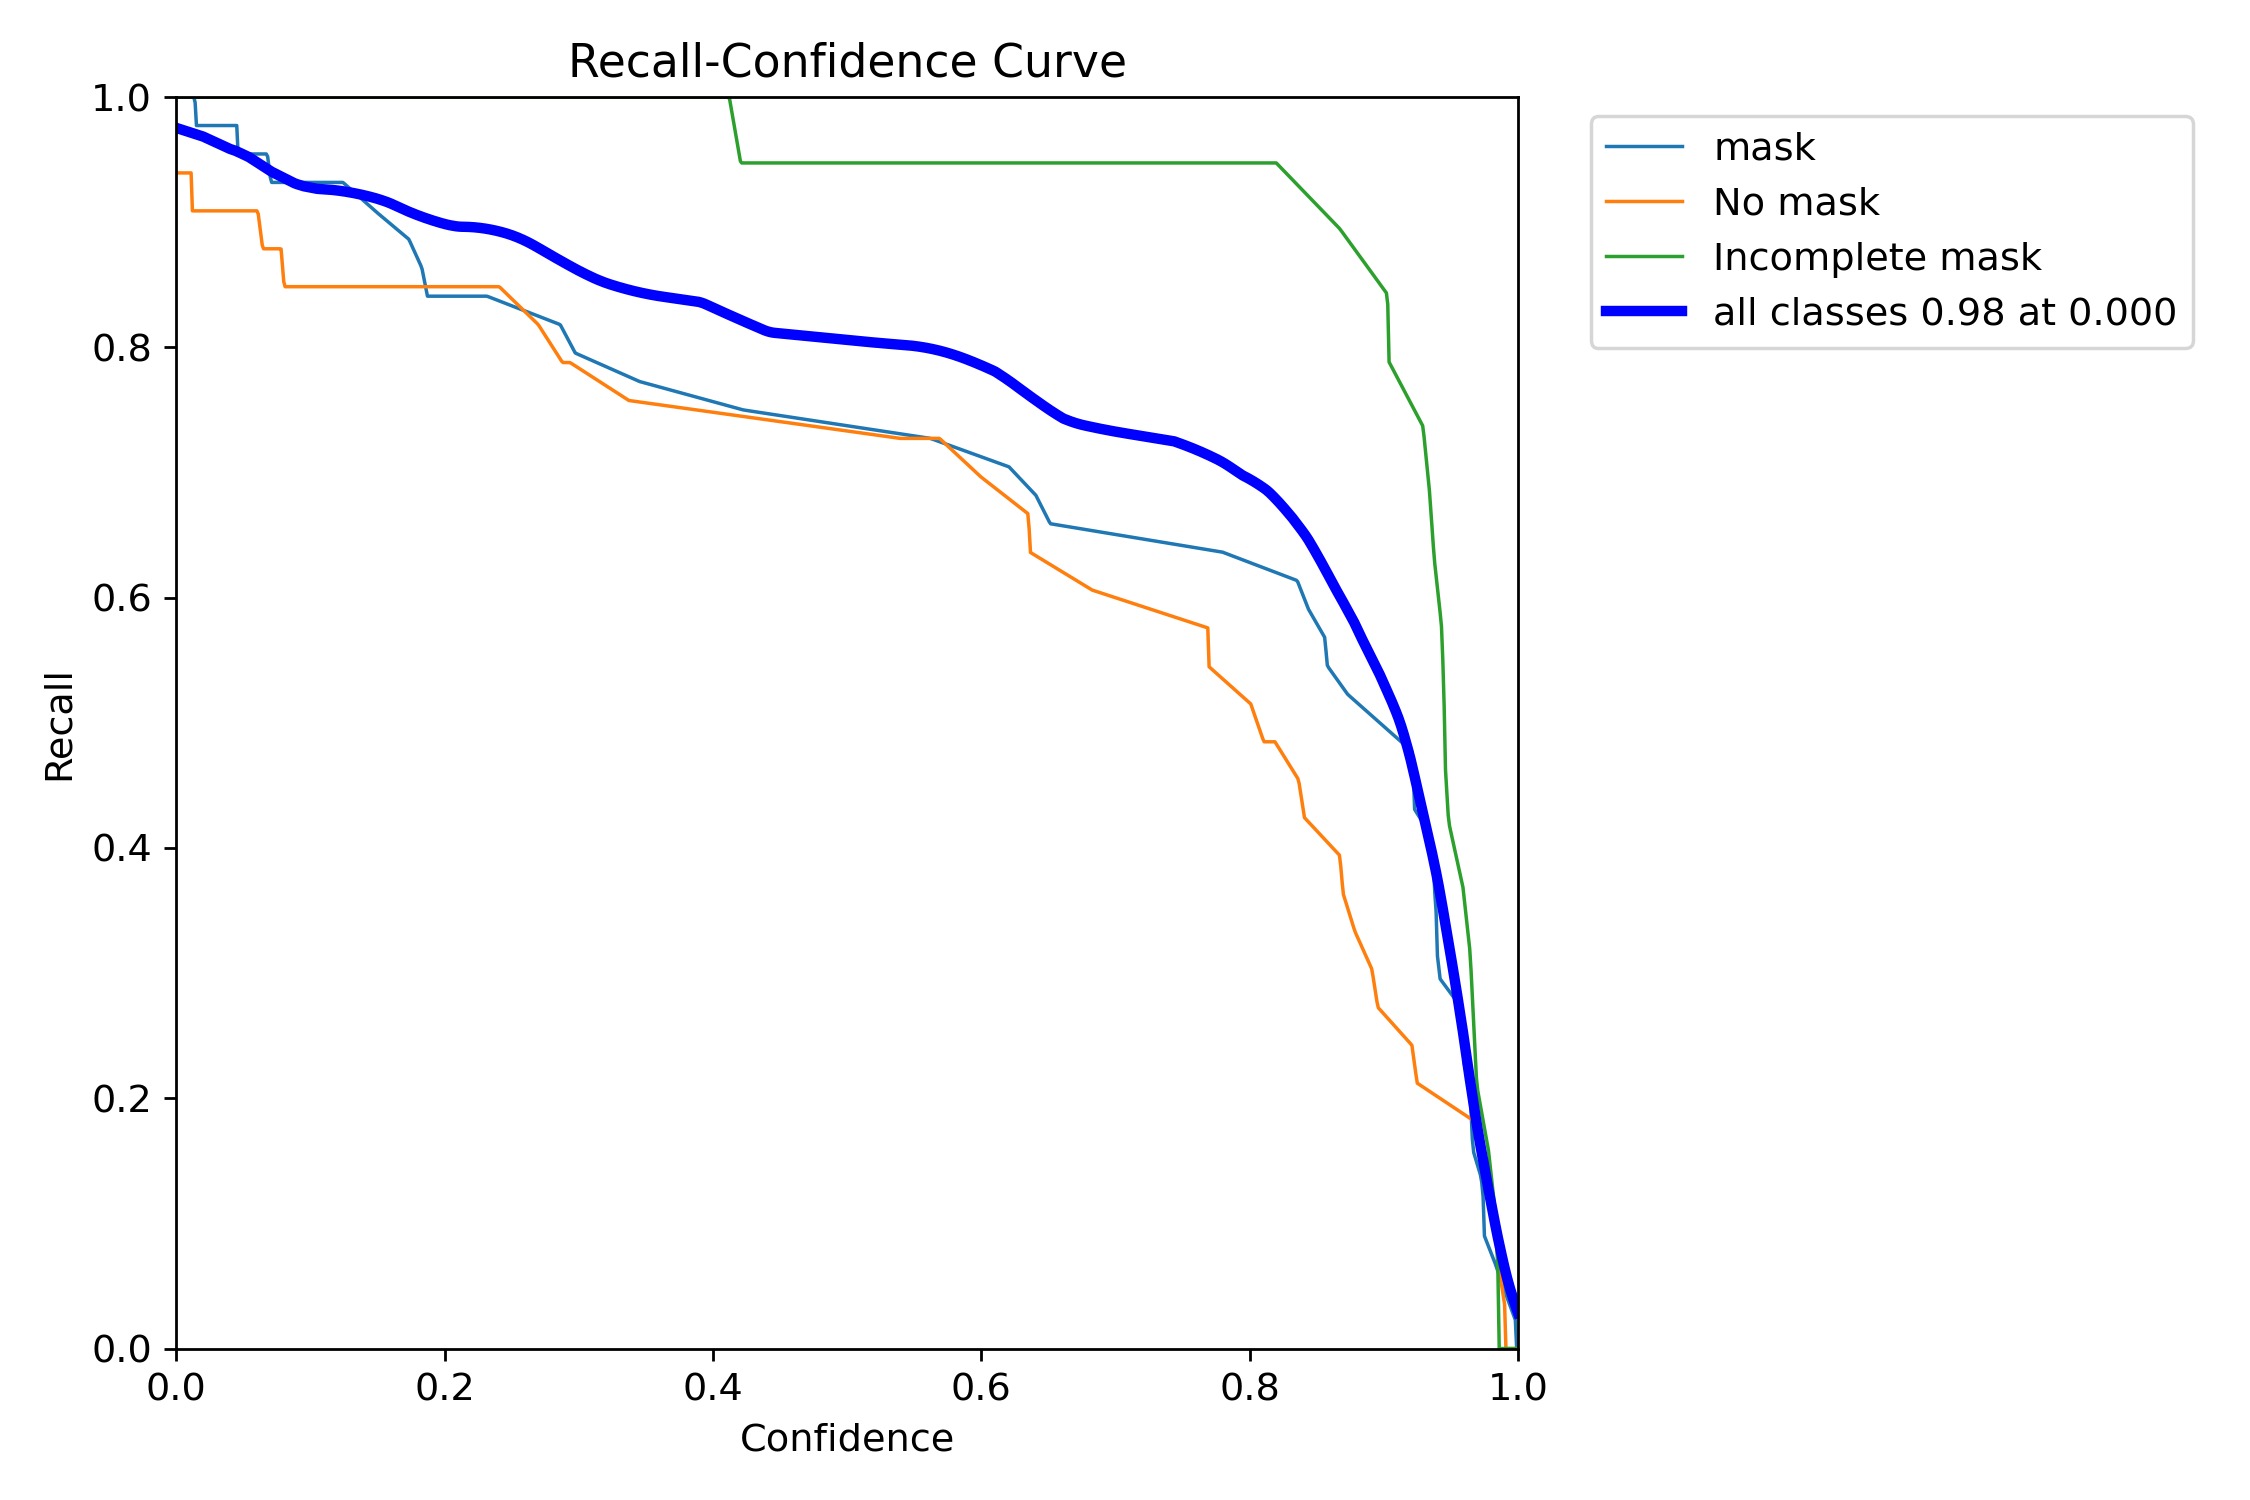 Recall-Confidence Curve
1.0
0.8
0.6
0.4
0.2
0.0
Recall
0.0 0.2 0.4 0.6 0.8 1.0
Confidence
mask
No mask
Incomplete mask
all classes 0.98 at 0.000